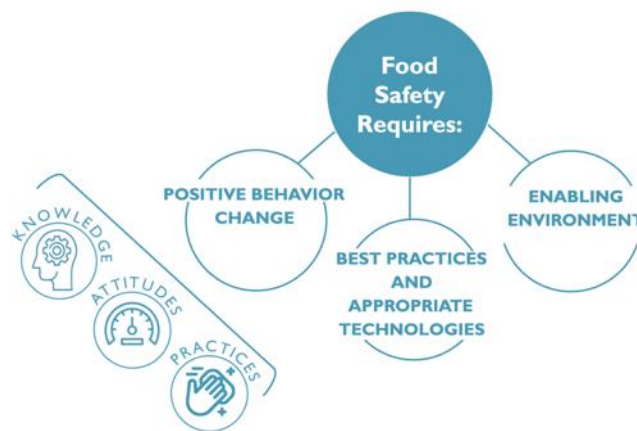 Food
Safety
Requires:
POSITIVE BEHAVIOR
CHANGE
BEST PRACTICES
AND
APPROPRIATE
TECHNOLOGIES
ENABLING
ENVIRONMENT
KNOWLEDGE
ATTITUDES
PRACTICES